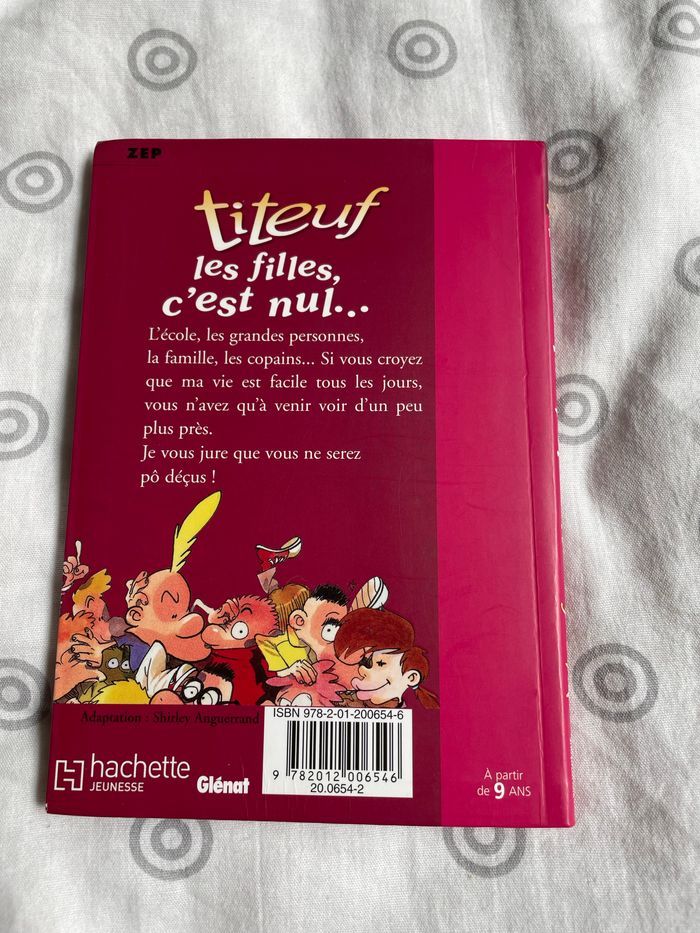 ZEP
titeuf
les filles,
c'est nul...
L'école, les grandes personnes,
la famille, les copains... Si vous croyez
que ma vie est facile tous les jours,
vous n'avez qu'à venir voir d'un peu
plus près.
Je vous jure que vous ne serez
pô déçus !
Adaptation : Shirley Anguerrand
ISBN 978-2-01-200654-6
9 782012 006546
20.0654-2
hachette
JEUNESSE
Glénat
À partir
de 9 ANS